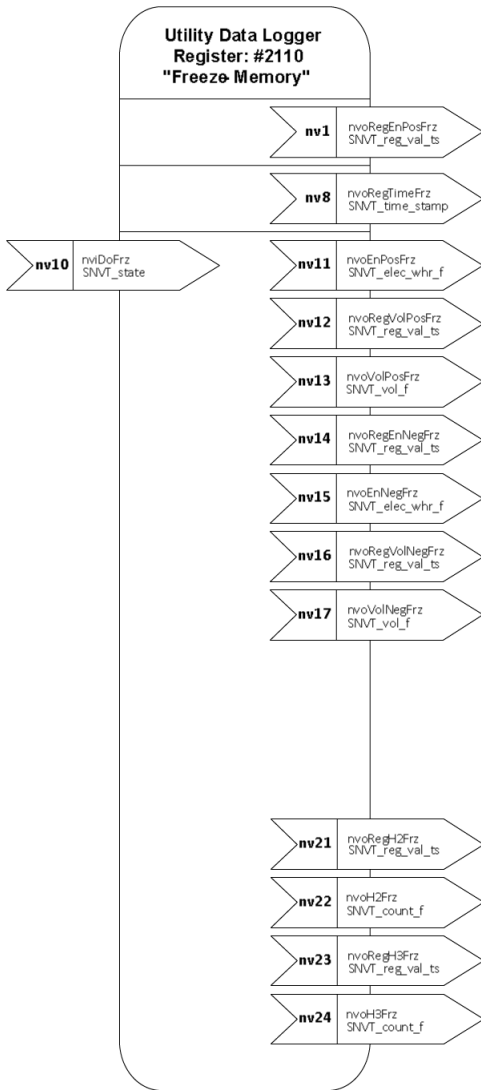 Utility Data Logger
Register: #2110
"Freeze Memory"
nv1
nvoRegEnPosFrz
SNVT_reg_val_ts
nv8
nvoRegTimeFrz
SNVT_time_stamp
nv10
nviDoFrz
SNVT_state
nv11
nvoEnPosFrz
SNVT_elec_whr_f
nv12
nvoRegVolPosFrz
SNVT_reg_val_ts
nv13
nvoVolPosFrz
SNVT_vol_f
nv14
nvoRegEnNegFrz
SNVT_reg_val_ts
nv15
nvoEnNegFrz
SNVT_elec_whr_f
nv16
nvoRegVolNegFrz
SNVT_reg_val_ts
nv17
nvoVolNegFrz
SNVT_vol_f
nv21
nvoRegH2Frz
SNVT_reg_val_ts
nv22
nvoH2Frz
SNVT_count_f
nv23
nvoRegH3Frz
SNVT_reg_val_ts
nv24
nvoH3Frz
SNVT_count_f